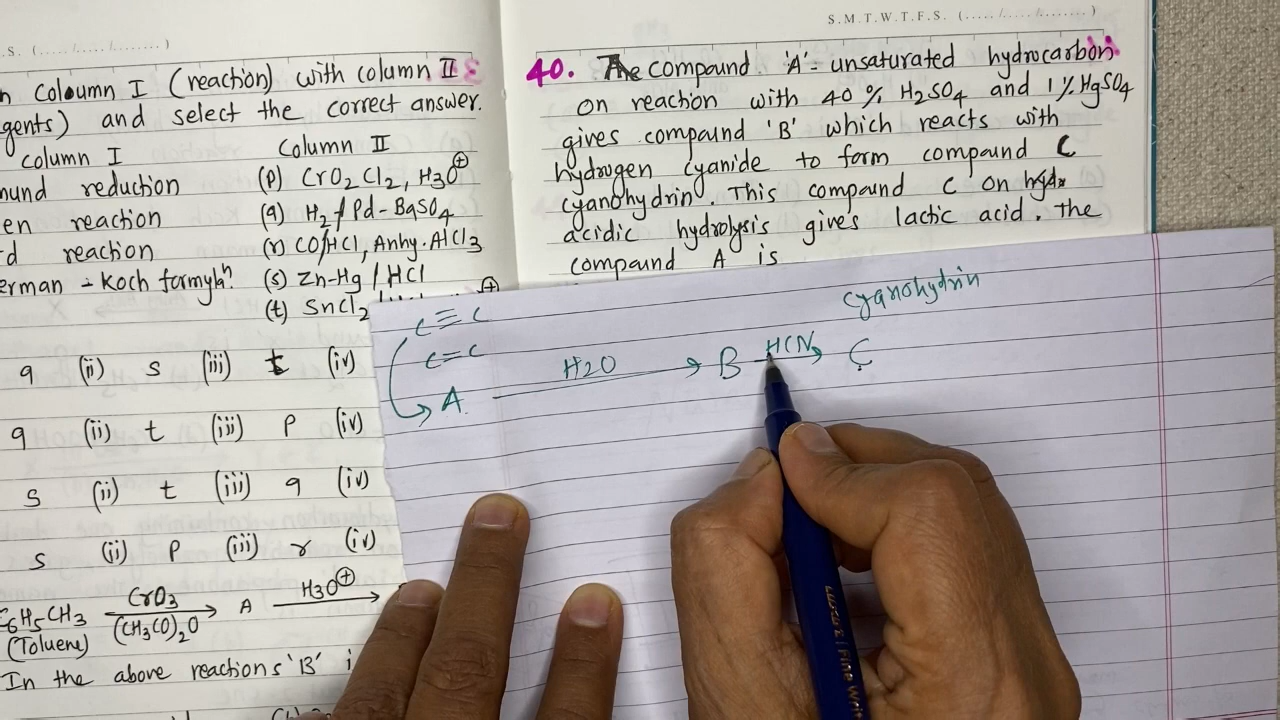 S. (...../...../........)
n Coloumn I (reaction) with column II
gents) and select the correct answer.
column I Column II
mund reduction (p) CrO2Cl2, H3O⊕
en reaction (q) H2/Pd-BaSO4
d reaction (r) CO/HCl, Anhy. AlCl3
erman - Koch formylⁿ. (s) Zn-Hg / HCl
(t) SnCl2
q (ii) s (iii) t (iv)
q (ii) t (iii) p (iv)
s (ii) t (iii) q (iv)
s (ii) p (iii) r (iv)
C6H5CH3 CrO3 (CH3CO)2O → A H3O⊕ →
(Toluene)
In the above reactions 'B' i
S.M.T.W.T.F.S. (...../...../........)
40. The compound 'A'- unsaturated hydrocarbon
on reaction with 40% H2SO4 and 1% HgSO4
gives compound 'B' which reacts with
hydrogen cyanide to form compound C
cyanohydrin. This compound C on
acidic hydrolysis gives lactic acid. The
compound A is
C≡C
C=C
A H2O → B HCN → C
cyanohydrin